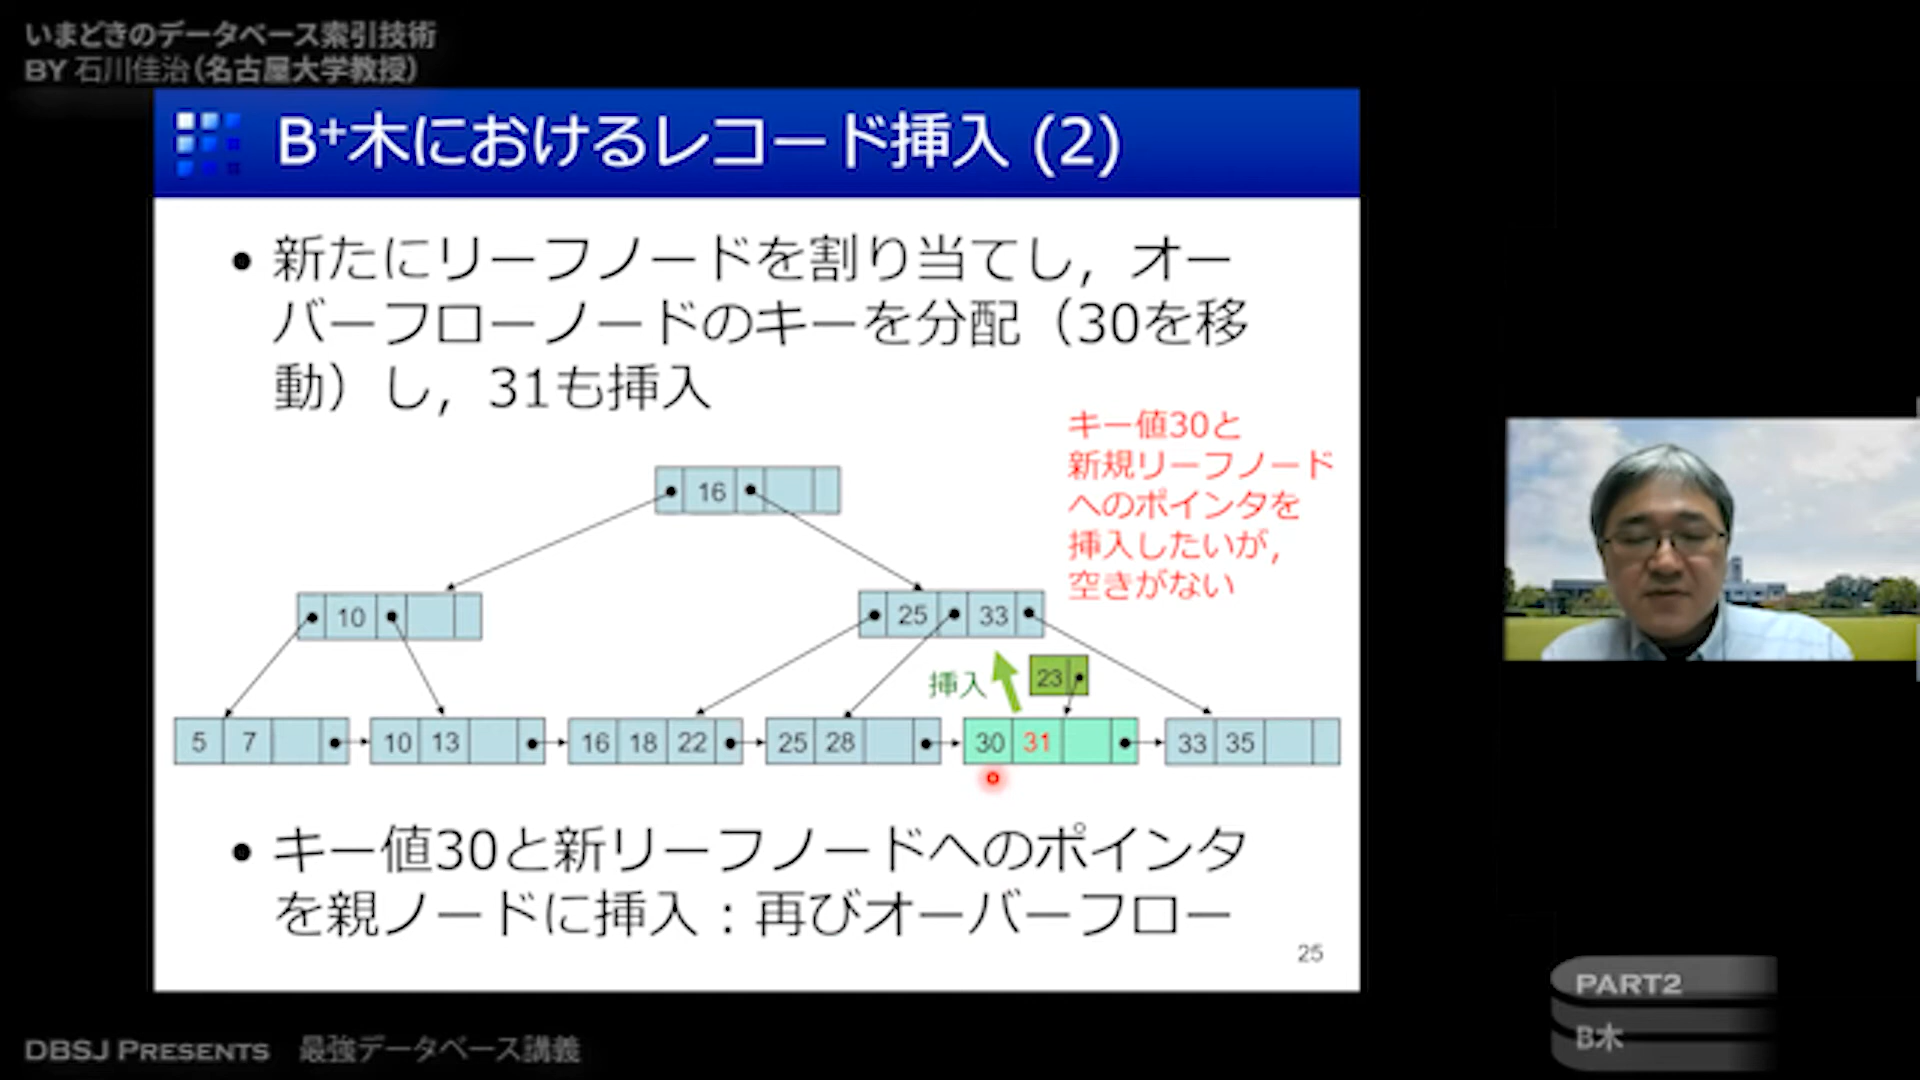 いまどきのデータベース索引技術
BY 石川佳治(名古屋大学教授)
B+木におけるレコード挿入 (2)
• 新たにリーフノードを割り当てし，オー
バーフローノードのキーを分配（30を移
動）し，31も挿入
キー値30と
新規リーフノード
へのポインタを
挿入したいが，
空きがない
16
10
25 33
挿入 23
5 7 10 13 16 18 22 25 28 30 31 33 35
• キー値30と新リーフノードへのポインタ
を親ノードに挿入：再びオーバーフロー
25
PART2
B木
DBSJ PRESENTS 最強データベース講義